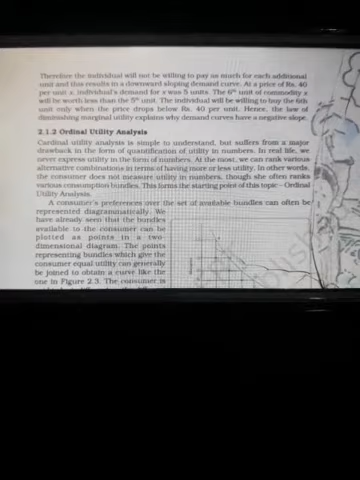 Therefore the individual will not be willing to pay as much for each additional
unit and this results in a downward sloping demand curve. At a price of Rs. 40
per unit x, individual's demand for x was 5 units. The 6th unit of commodity x
will be worth less than the 5th unit. The individual will be willing to buy the 6th
unit only when the price drops below Rs. 40 per unit. Hence, the law of
diminishing marginal utility explains why demand curves have a negative slope.
2.1.2 Ordinal Utility Analysis
Cardinal utility analysis is simple to understand, but suffers from a major
drawback in the form of quantification of utility in numbers. In real life, we
never express utility in the form of numbers. At the most, we can rank various
alternative combinations in terms of having more or less utility. In other words,
the consumer does not measure utility in numbers, though she often ranks
various consumption bundles. This forms the starting point of this topic – Ordinal
Utility Analysis.
A consumer's preferences over the set of available bundles can often be
represented diagrammatically. We
have already seen that the bundles
available to the consumer can be
plotted as points in a two-
dimensional diagram. The points
representing bundles which give the
consumer equal utility can generally
be joined to obtain a curve like the
one in Figure 2.3. The consumer is